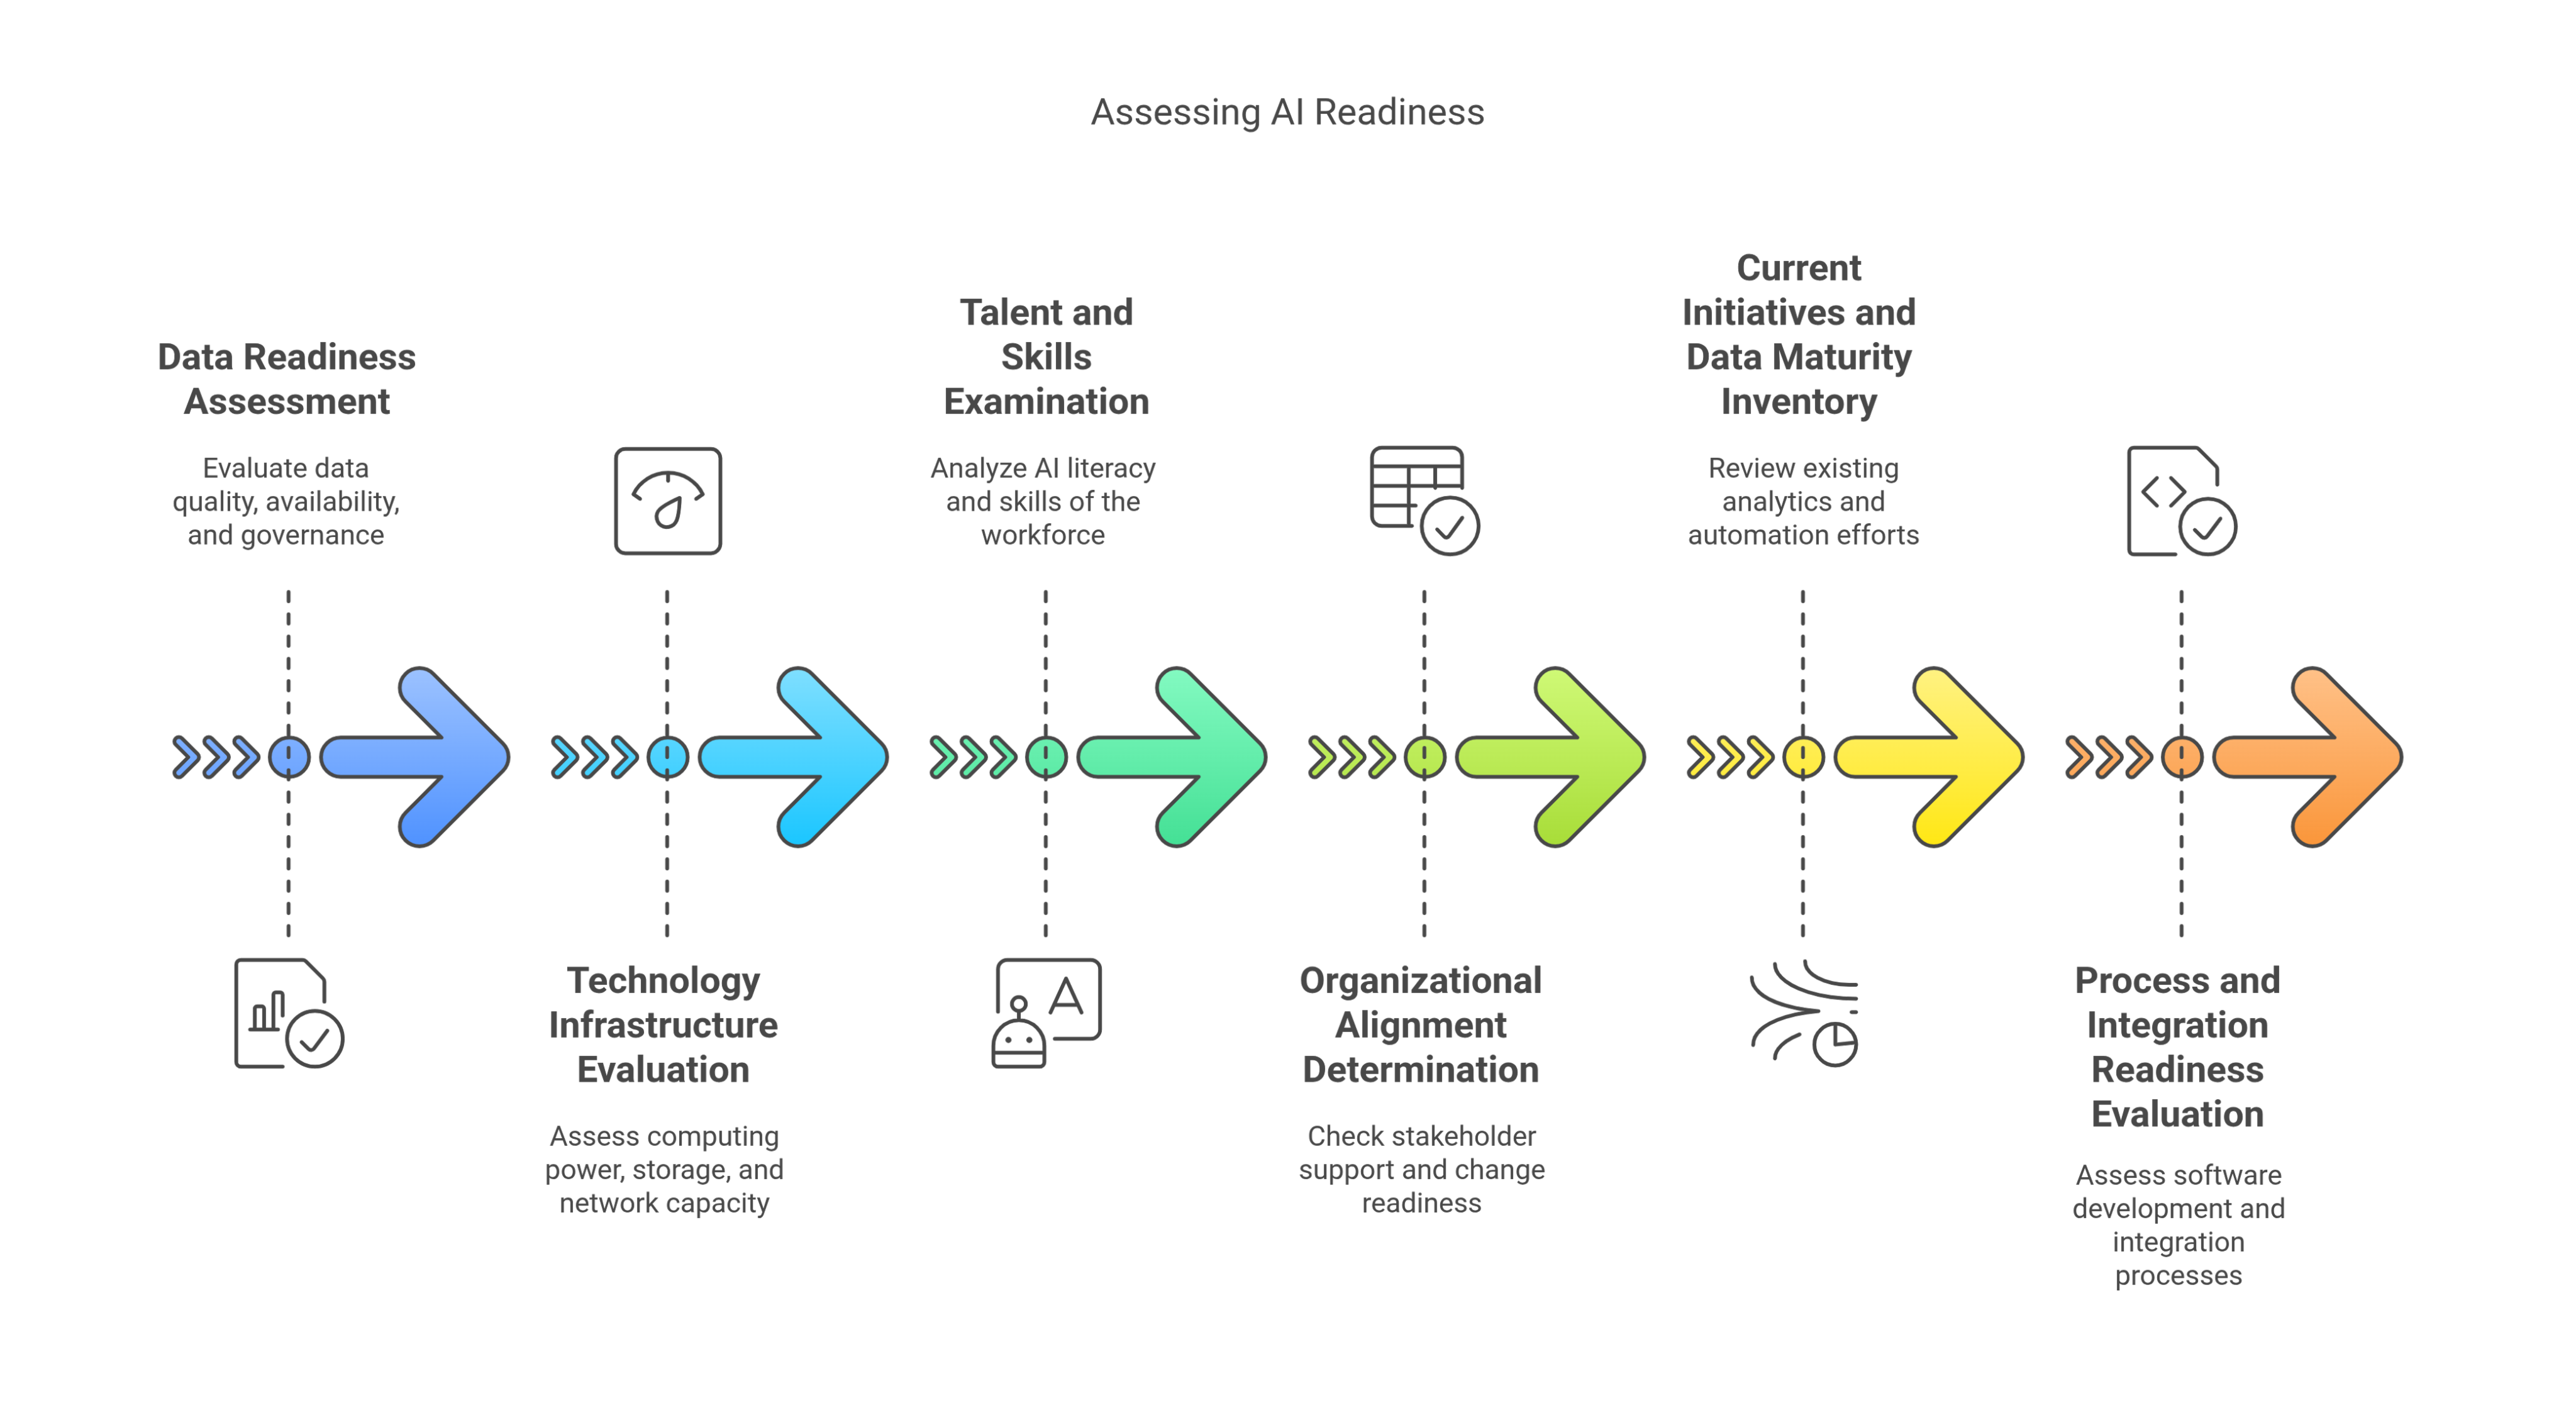 Assessing AI Readiness
Data Readiness
Assessment
Evaluate data
quality, availability,
and governance
Technology
Infrastructure
Evaluation
Assess computing
power, storage, and
network capacity
Talent and
Skills
Examination
Analyze AI literacy
and skills of the
workforce
A
Organizational
Alignment
Determination
Check stakeholder
support and change
readiness
Current
Initiatives and
Data Maturity
Inventory
Review existing
analytics and
automation efforts
Process and
Integration
Readiness
Evaluation
Assess software
development and
integration
processes